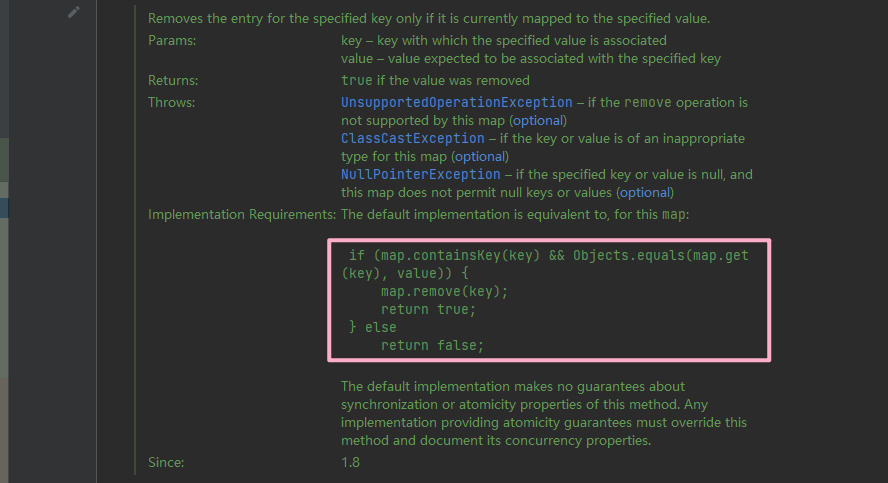 Removes the entry for the specified key only if it is currently mapped to the specified value.
Params: key – key with which the specified value is associated
value – value expected to be associated with the specified key
Returns: true if the value was removed
Throws: UnsupportedOperationException – if the remove operation is
not supported by this map (optional)
ClassCastException – if the key or value is of an inappropriate
type for this map (optional)
NullPointerException – if the specified key or value is null, and
this map does not permit null keys or values (optional)
Implementation Requirements: The default implementation is equivalent to, for this map:
if (map.containsKey(key) && Objects.equals(map.get
(key), value)) {
map.remove(key);
return true;
} else
return false;
The default implementation makes no guarantees about
synchronization or atomicity properties of this method. Any
implementation providing atomicity guarantees must override this
method and document its concurrency properties.
Since: 1.8